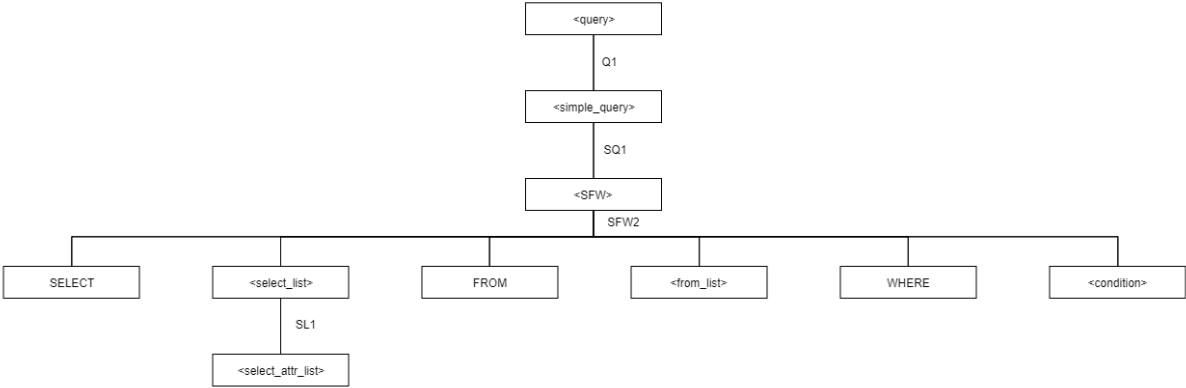 <query>
Q1
<simple_query>
SQ1
<SFW>
SFW2
SELECT <select_list> FROM <from_list> WHERE <condition>
SL1
<select_attr_list>